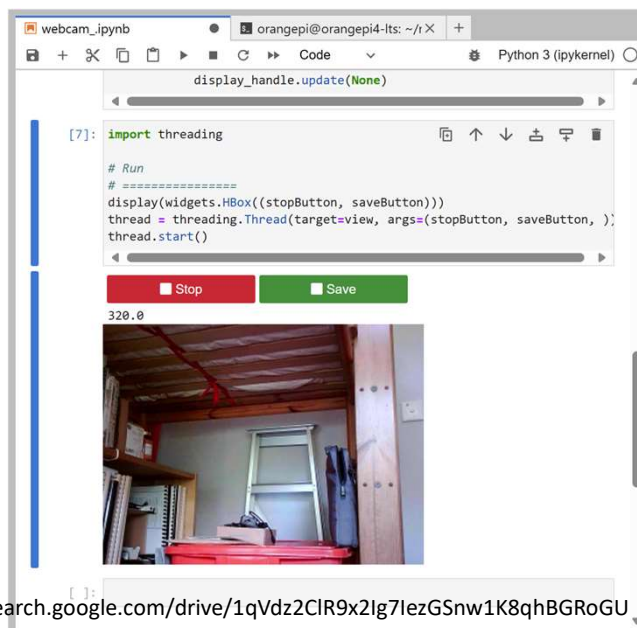 webcam_.ipynb
orangepi@orangepi4-lts: ~/r
Code
Python 3 (ipykernel)
display_handle.update(None)
[7]: import threading
# Run
# ================
display(widgets.HBox((stopButton, saveButton)))
thread = threading.Thread(target=view, args=(stopButton, saveButton, ))
thread.start()
Stop
Save
320.0
[ ]:
earch.google.com/drive/1qVdz2ClR9x2Ig7IezGSnw1K8qhBGRoGU